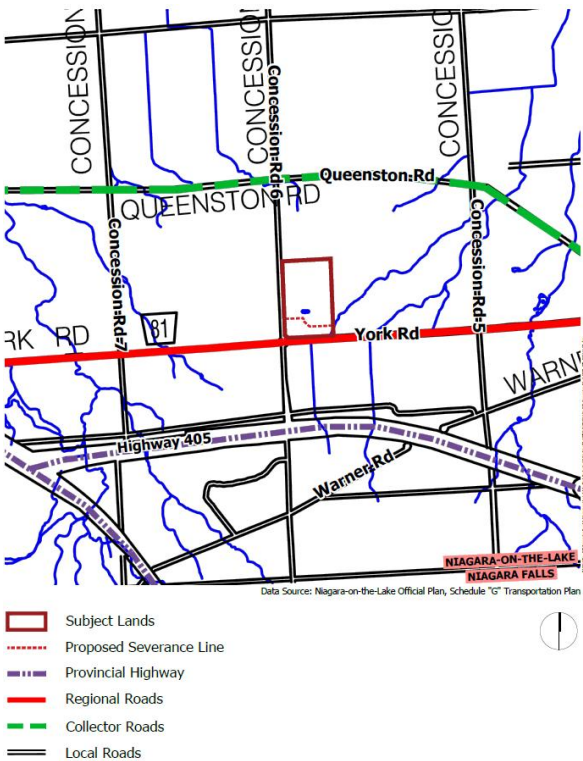 CONCESSION
CONCESSION
CONCESSION
Concession Rd 6
Queenston Rd
QUEENSTON RD
Concession Rd 7
Concession Rd 5
81
RK RD
York Rd
WARN
Highway 405
Warner Rd
NIAGARA-ON-THE-LAKE
NIAGARA FALLS
Data Source: Niagara-on-the-Lake Official Plan, Schedule "G" Transportation Plan
Subject Lands
Proposed Severance Line
Provincial Highway
Regional Roads
Collector Roads
Local Roads